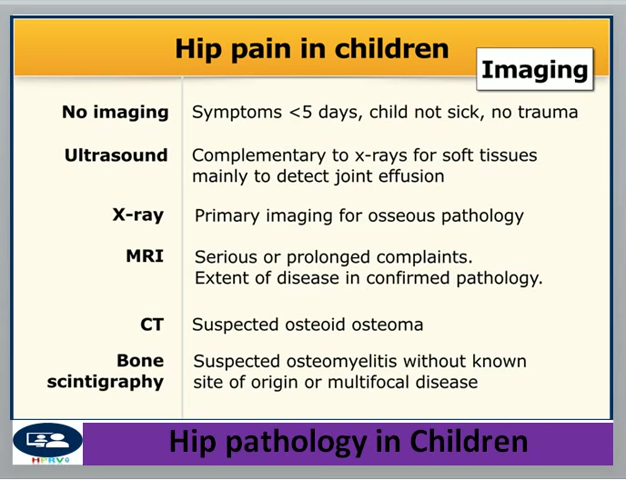 Hip pain in children
Imaging
No imaging Symptoms <5 days, child not sick, no trauma
Ultrasound Complementary to x-rays for soft tissues
mainly to detect joint effusion
X-ray Primary imaging for osseous pathology
MRI Serious or prolonged complaints.
Extent of disease in confirmed pathology.
CT Suspected osteoid osteoma
Bone Suspected osteomyelitis without known
scintigraphy site of origin or multifocal disease
HPRV
Hip pathology in Children